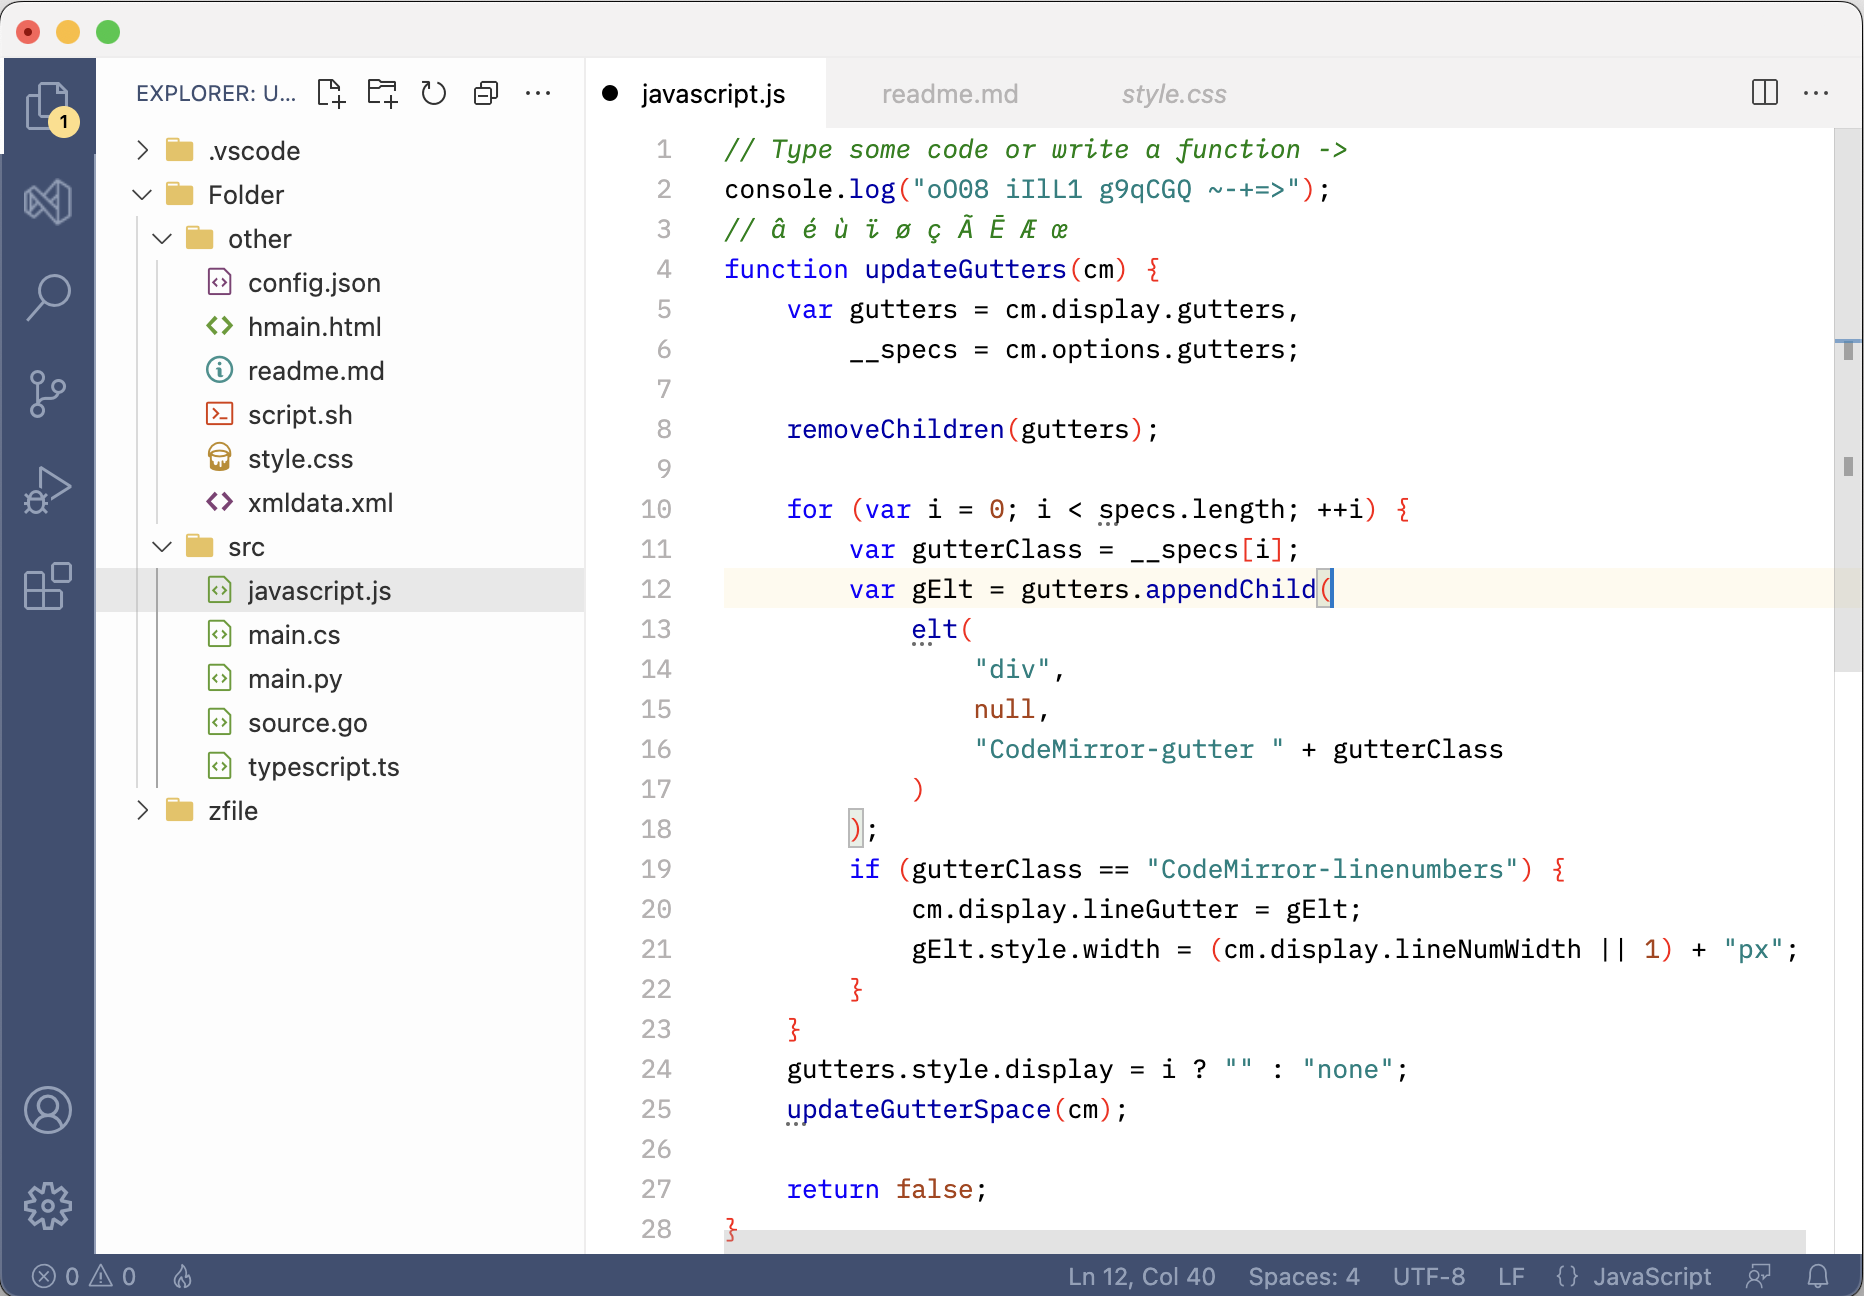 EXPLORER: U...
1
.vscode
Folder
other
config.json
hmain.html
readme.md
script.sh
style.css
xmldata.xml
src
javascript.js
main.cs
main.py
source.go
typescript.ts
zfile
javascript.js readme.md style.css
1 // Type some code or write a function ->
2 console.log("oO08 iIlL1 g9qCGQ ~-+=>");
3 // â é ù ï ø ç Ã Ē Æ œ
4 function updateGutters(cm) {
5     var gutters = cm.display.gutters,
6         __specs = cm.options.gutters;
7
8     removeChildren(gutters);
9
10     for (var i = 0; i < specs.length; ++i) {
11         var gutterClass = __specs[i];
12         var gElt = gutters.appendChild(
13             elt(
14                 "div",
15                 null,
16                 "CodeMirror-gutter " + gutterClass
17             )
18         );
19         if (gutterClass == "CodeMirror-linenumbers") {
20             cm.display.lineGutter = gElt;
21             gElt.style.width = (cm.display.lineNumWidth || 1) + "px";
22         }
23     }
24     gutters.style.display = i ? "" : "none";
25     updateGutterSpace(cm);
26
27     return false;
28 }
0 0 Ln 12, Col 40 Spaces: 4 UTF-8 LF {} JavaScript